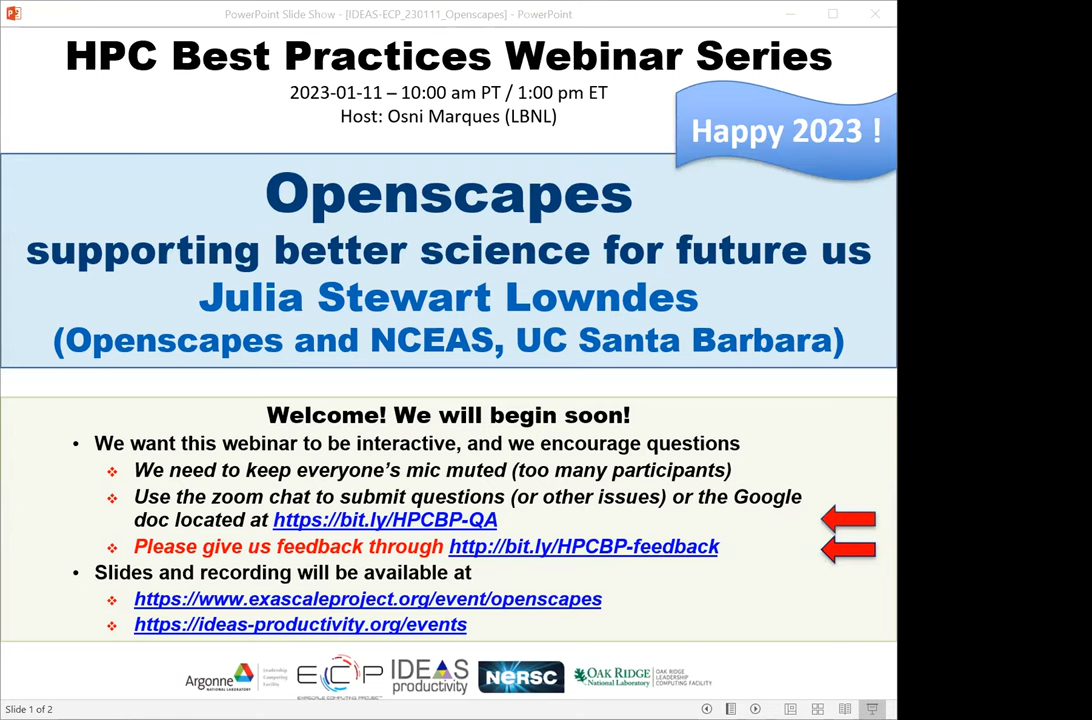 PowerPoint Slide Show - [IDEAS-ECP_230111_Openscapes] - PowerPoint
HPC Best Practices Webinar Series
2023-01-11 – 10:00 am PT / 1:00 pm ET
Host: Osni Marques (LBNL)
Happy 2023 !
Openscapes
supporting better science for future us
Julia Stewart Lowndes
(Openscapes and NCEAS, UC Santa Barbara)
Welcome! We will begin soon!
• We want this webinar to be interactive, and we encourage questions
❖ We need to keep everyone's mic muted (too many participants)
❖ Use the zoom chat to submit questions (or other issues) or the Google
doc located at https://bit.ly/HPCBP-QA
❖ Please give us feedback through http://bit.ly/HPCBP-feedback
• Slides and recording will be available at
❖ https://www.exascaleproject.org/event/openscapes
❖ https://ideas-productivity.org/events
Argonne
NATIONAL LABORATORY
Leadership
Computing
Facility
ECP
EXASCALE COMPUTING PROJECT
IDEAS
productivity
NERSC
OAK RIDGE
National Laboratory
OAK RIDGE
LEADERSHIP
COMPUTING FACILITY
Slide 1 of 2